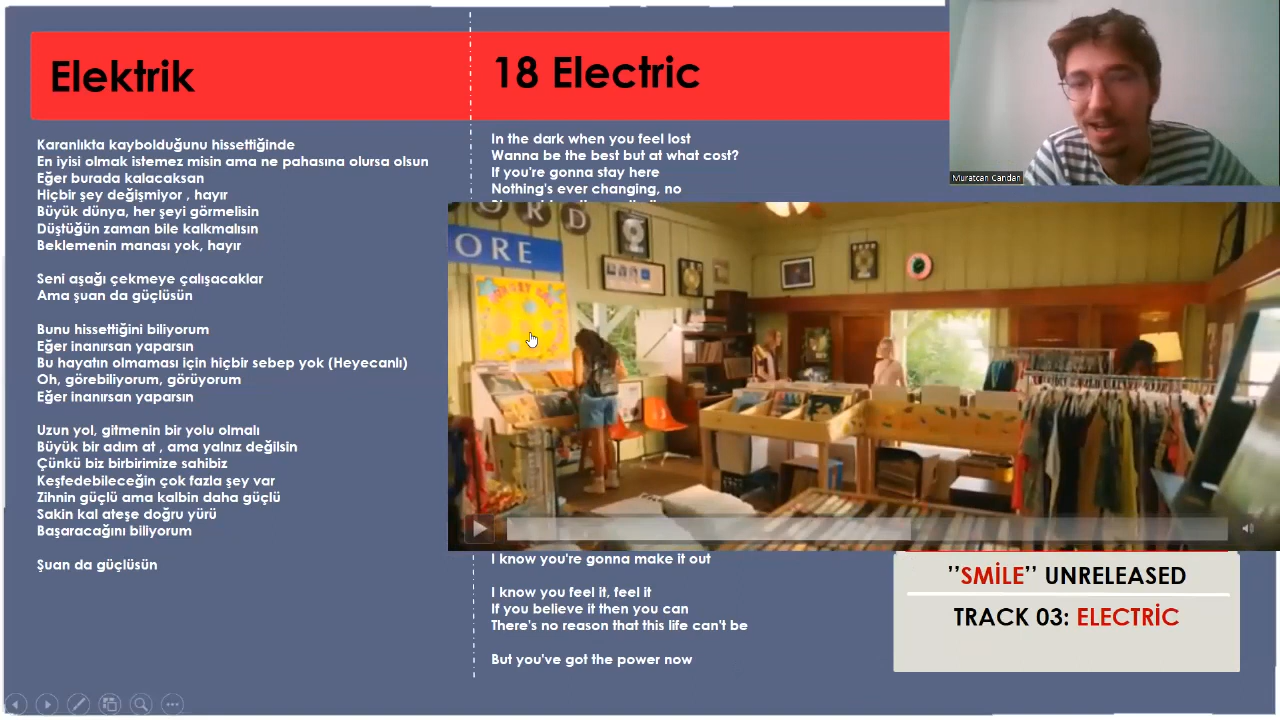 Elektrik
Karanlıkta kaybolduğunu hissettiğinde
En iyisi olmak istemez misin ama ne pahasına olursa olsun
Eğer burada kalacaksan
Hiçbir şey değişmiyor , hayır
Büyük dünya, her şeyi görmelisin
Düştüğün zaman bile kalkmalısın
Beklemenin manası yok, hayır
Seni aşağı çekmeye çalışacaklar
Ama şuan da güçlüsün
Bunu hissettiğini biliyorum
Eğer inanırsan yaparsın
Bu hayatın olmaması için hiçbir sebep yok (Heyecanlı)
Oh, görebiliyorum, görüyorum
Eğer inanırsan yaparsın
Uzun yol, gitmenin bir yolu olmalı
Büyük bir adım at , ama yalnız değilsin
Çünkü biz birbirimize sahibiz
Keşfedebileceğin çok fazla şey var
Zihnin güçlü ama kalbin daha güçlü
Sakin kal ateşe doğru yürü
Başaracağını biliyorum
Şuan da güçlüsün
18 Electric
In the dark when you feel lost
Wanna be the best but at what cost?
If you're gonna stay here
Nothing's ever changing, no
ORD
ORE
I know you're gonna make it out
I know you feel it, feel it
If you believe it then you can
There's no reason that this life can't be
But you've got the power now
Muratcan Candan
’’SMİLE’’ UNRELEASED
TRACK 03: ELECTRİC